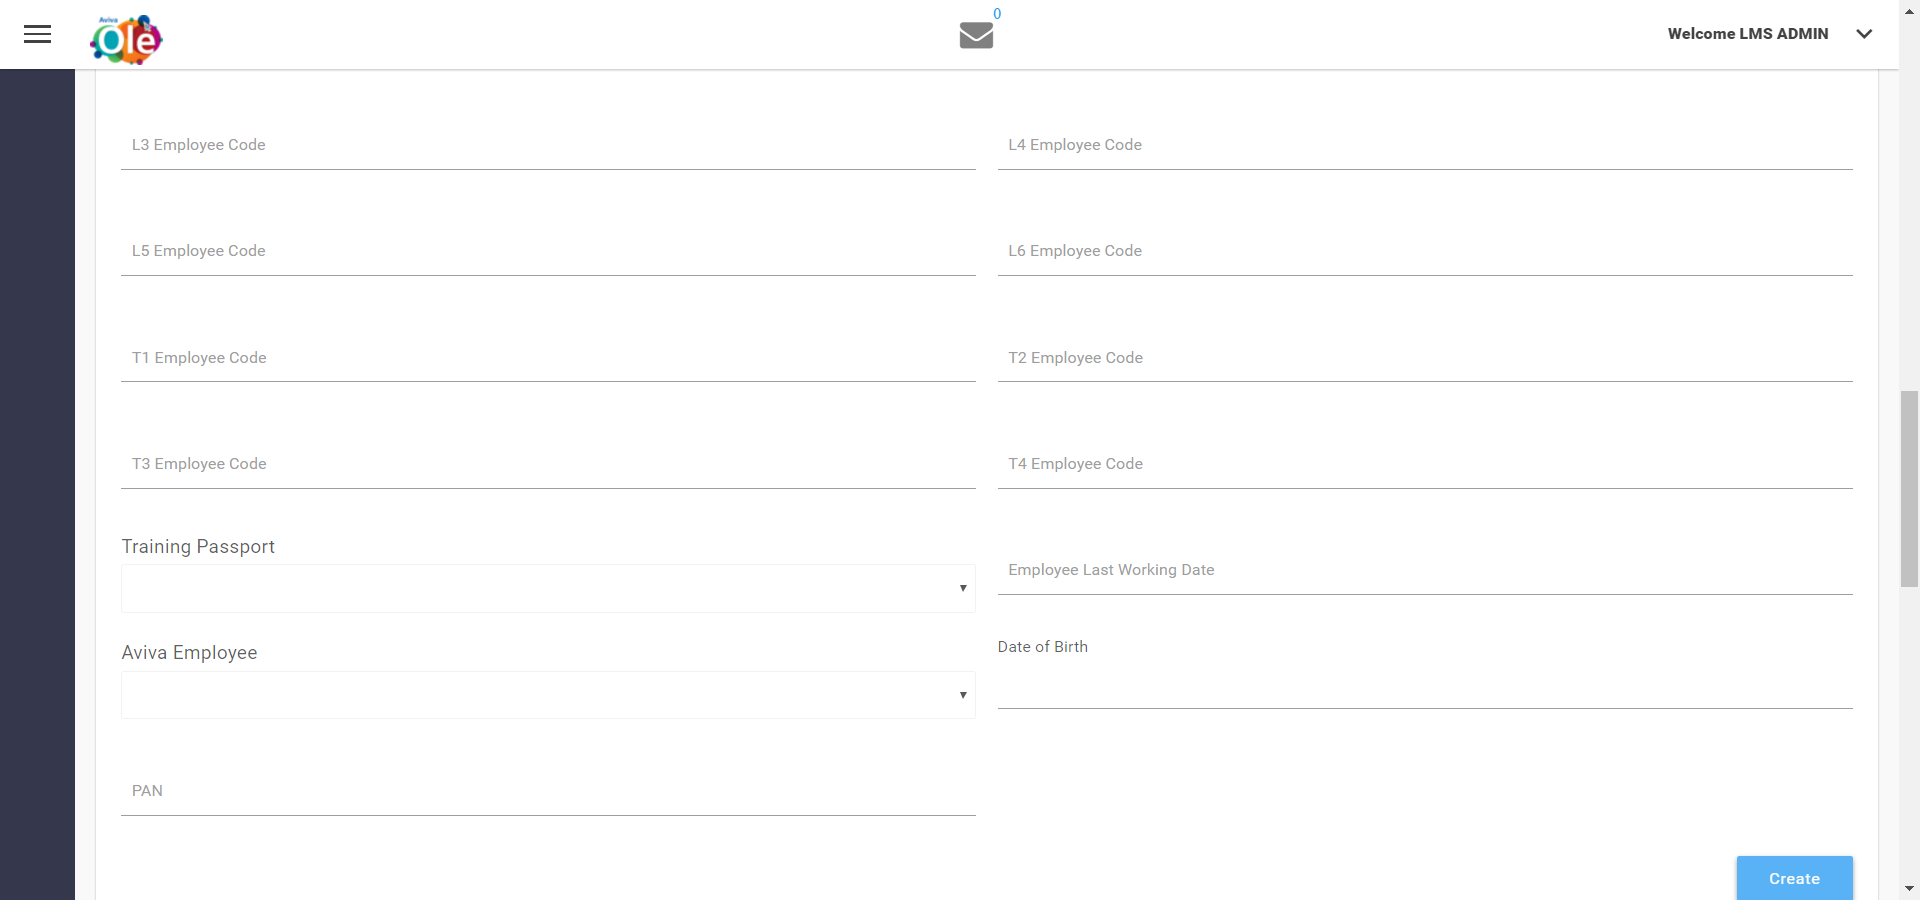 Aviva
Olé
0
Welcome LMS ADMIN
L3 Employee Code
L4 Employee Code
L5 Employee Code
L6 Employee Code
T1 Employee Code
T2 Employee Code
T3 Employee Code
T4 Employee Code
Training Passport
Employee Last Working Date
Aviva Employee
Date of Birth
PAN
Create